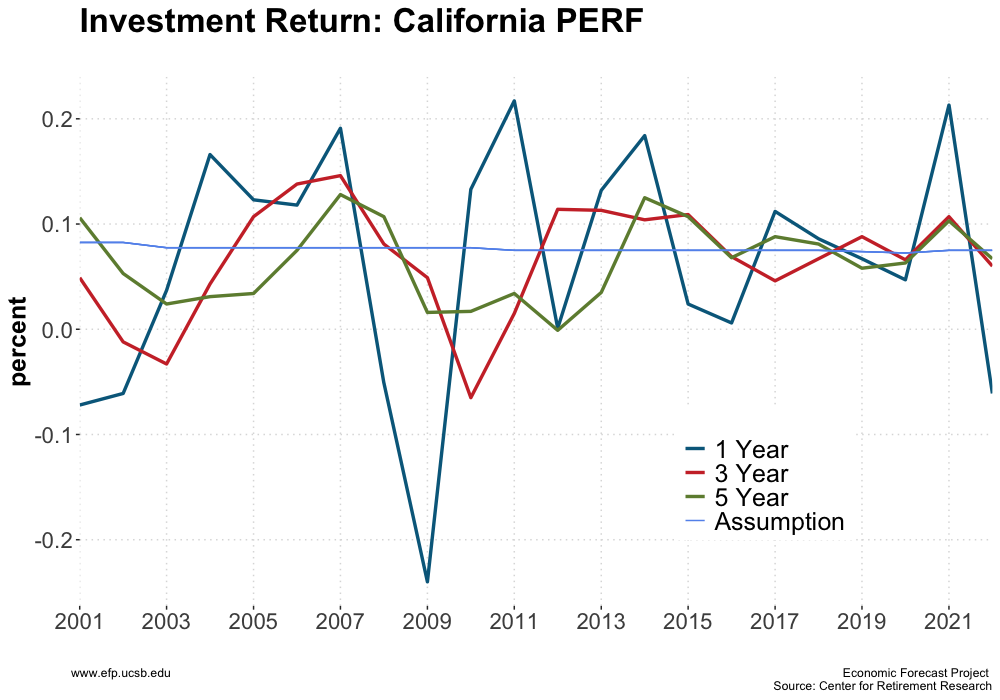 Investment Return: California PERF
percent
0.2
0.1
0.0
-0.1
-0.2
1 Year
3 Year
5 Year
Assumption
2001 2003 2005 2007 2009 2011 2013 2015 2017 2019 2021
www.efp.ucsb.edu
Economic Forecast Project
Source: Center for Retirement Research